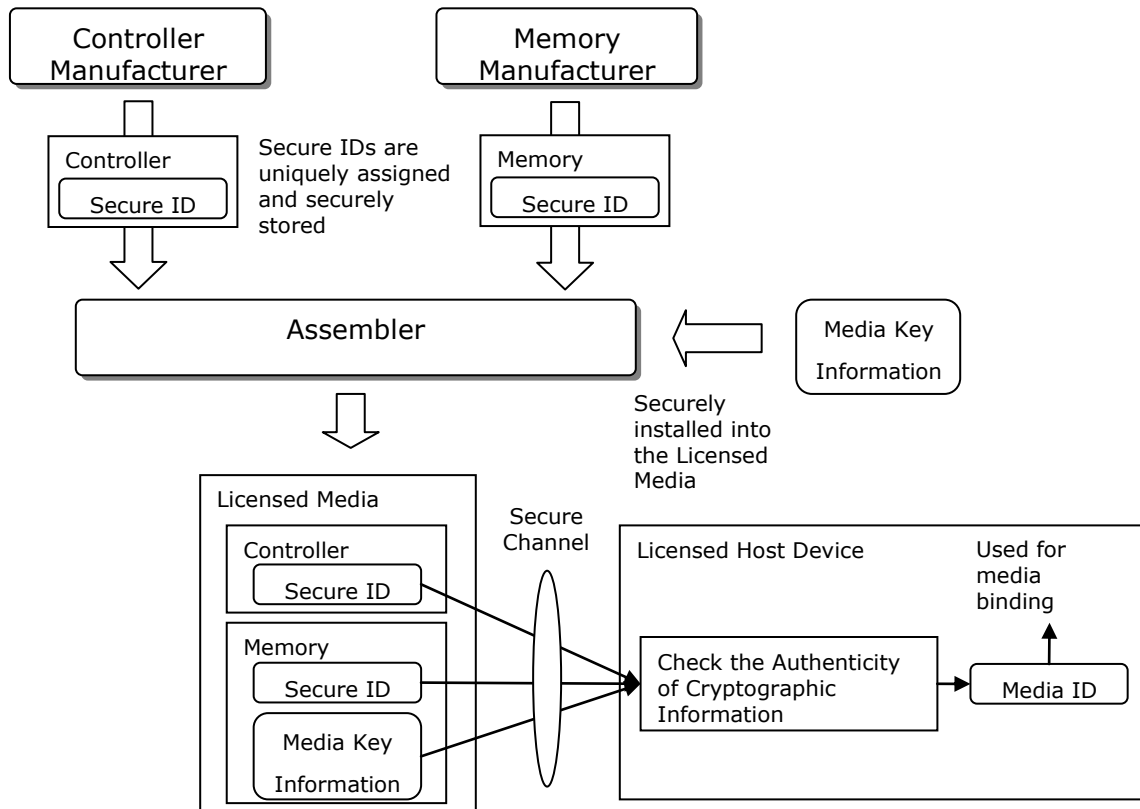 Controller
Manufacturer
Memory
Manufacturer
Controller
Secure ID
Secure IDs are
uniquely assigned
and securely
stored
Memory
Secure ID
Assembler
Media Key
Information
Securely
installed into
the Licensed
Media
Licensed Media
Controller
Secure ID
Memory
Secure ID
Media Key
Information
Secure
Channel
Licensed Host Device
Used for
media
binding
Check the Authenticity
of Cryptographic
Information
Media ID